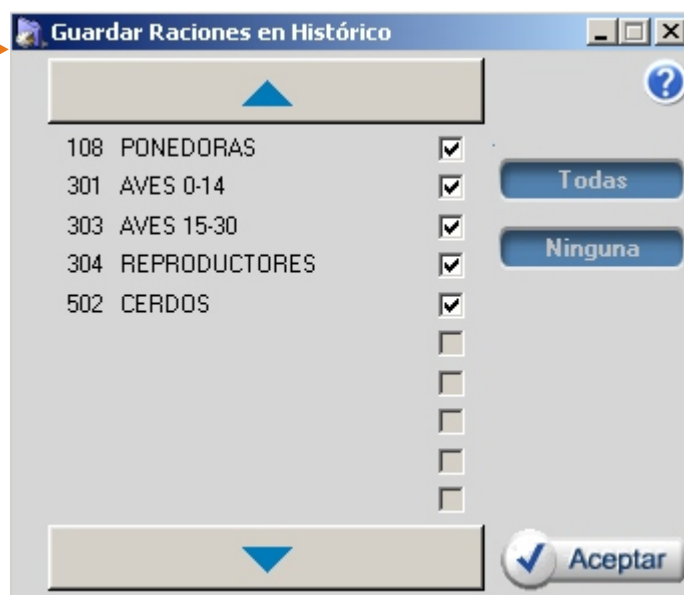 Guardar Raciones en Histórico
?
108 PONEDORAS
301 AVES 0-14
303 AVES 15-30
304 REPRODUCTORES
502 CERDOS
Todas
Ninguna
Aceptar